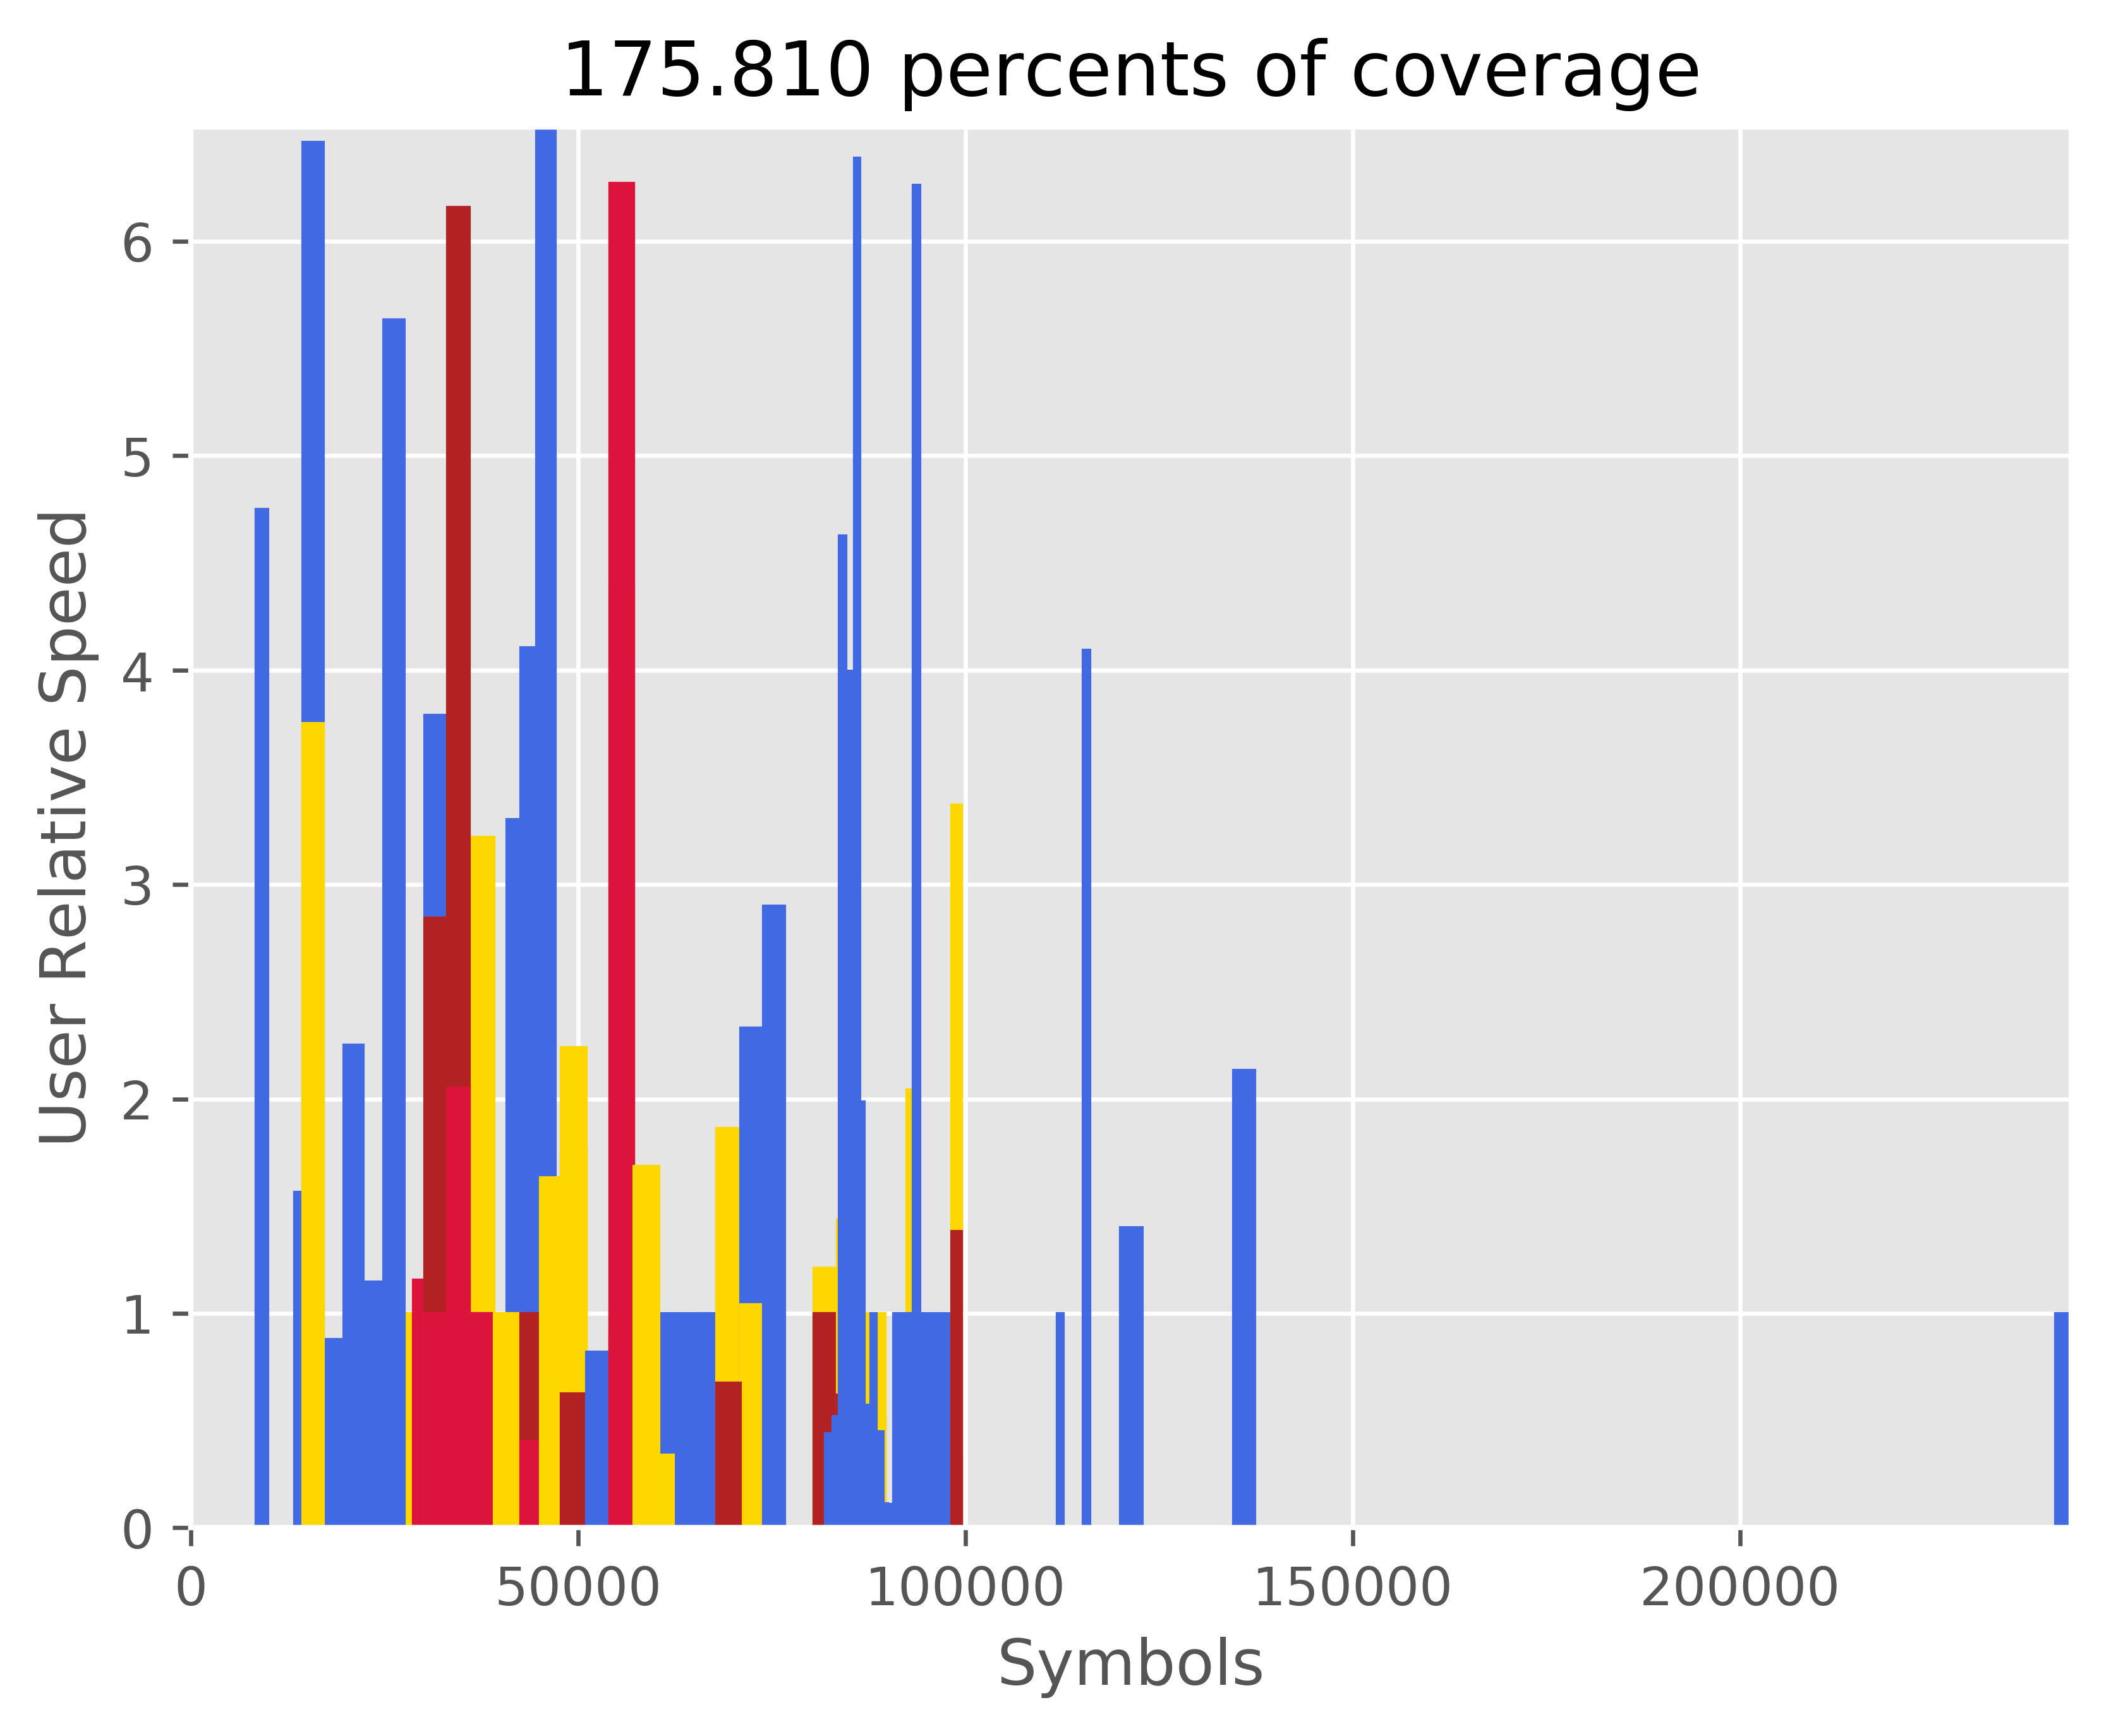 175.810 percents of coverage
User Relative Speed
6
5
4
3
2
1
0
0 50000 100000 150000 200000
Symbols